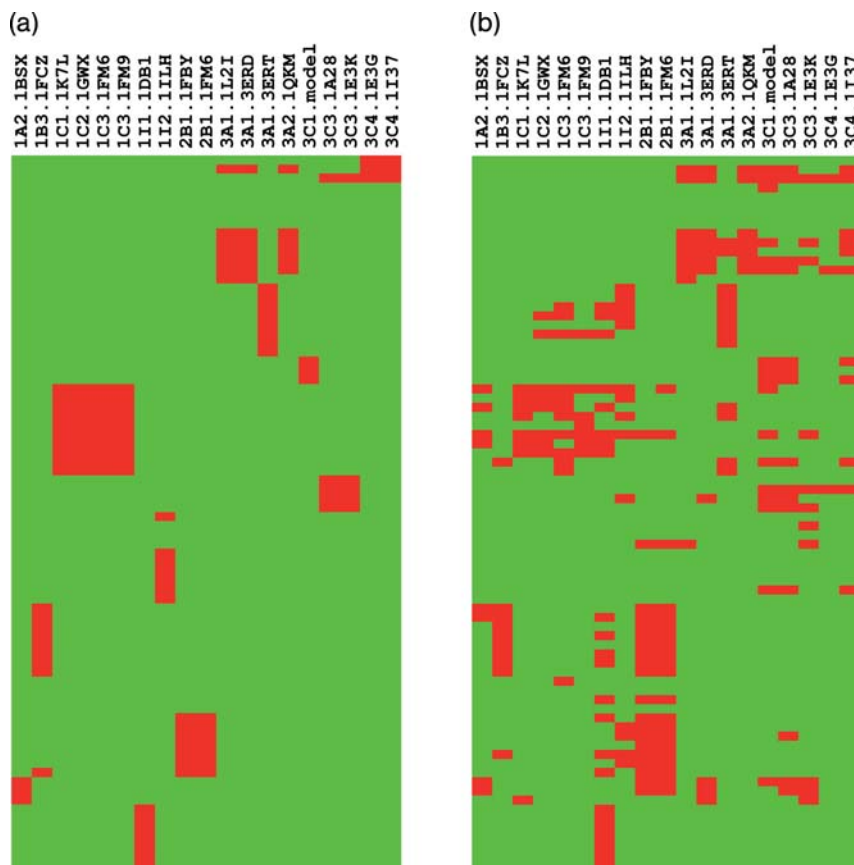 (a)
1A2.1BSX
1B3.1FCZ
1C1.1K7L
1C2.1GWX
1C3.1FM6
1C3.1FM9
1I1.1DB1
1I2.1ILH
2B1.1FBY
2B1.1FM6
3A1.1L2I
3A1.3ERD
3A1.3ERT
3A2.1QKM
3C1.model
3C3.1A28
3C3.1E3K
3C4.1E3G
3C4.1I37
(b)
1A2.1BSX
1B3.1FCZ
1C1.1K7L
1C2.1GWX
1C3.1FM6
1C3.1FM9
1I1.1DB1
1I2.1ILH
2B1.1FBY
2B1.1FM6
3A1.1L2I
3A1.3ERD
3A1.3ERT
3A2.1QKM
3C1.model
3C3.1A28
3C3.1E3K
3C4.1E3G
3C4.1I37